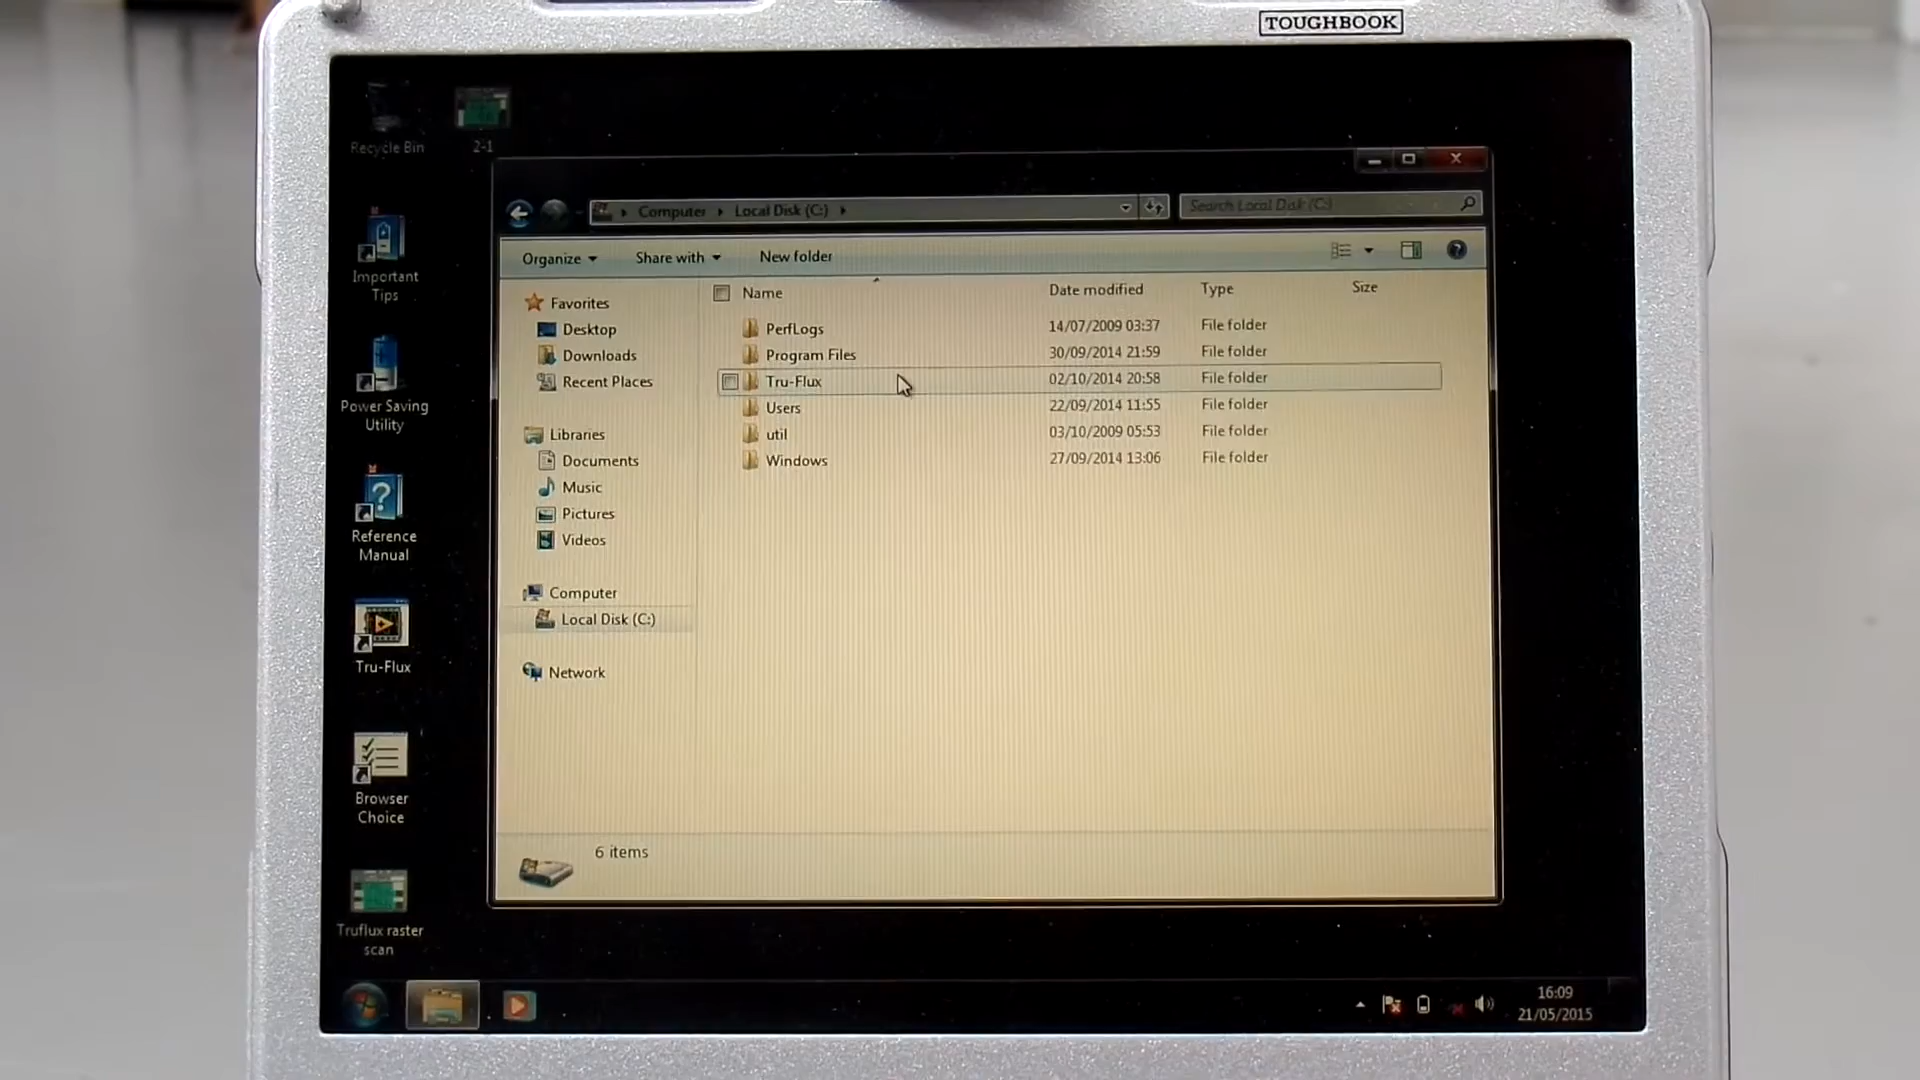 TOUGHBOOK
Recycle Bin
2-1
Computer
Local Disk (C:)
Search Local Disk (C:)
Organize
Share with
New folder
Important
Tips
Favorites
Desktop
Downloads
Recent Places
Name
Date modified
Type
Size
PerfLogs
14/07/2009 03:37
File folder
Program Files
30/09/2014 21:59
File folder
Tru-Flux
02/10/2014 20:58
File folder
Users
22/09/2014 11:55
File folder
util
03/10/2009 05:53
File folder
Windows
27/09/2014 13:06
File folder
Power Saving
Utility
Libraries
Documents
Music
Pictures
Videos
Reference
Manual
Computer
Local Disk (C:)
Network
Tru-Flux
Browser
Choice
6 items
Truflux raster
scan
16:09
21/05/2015